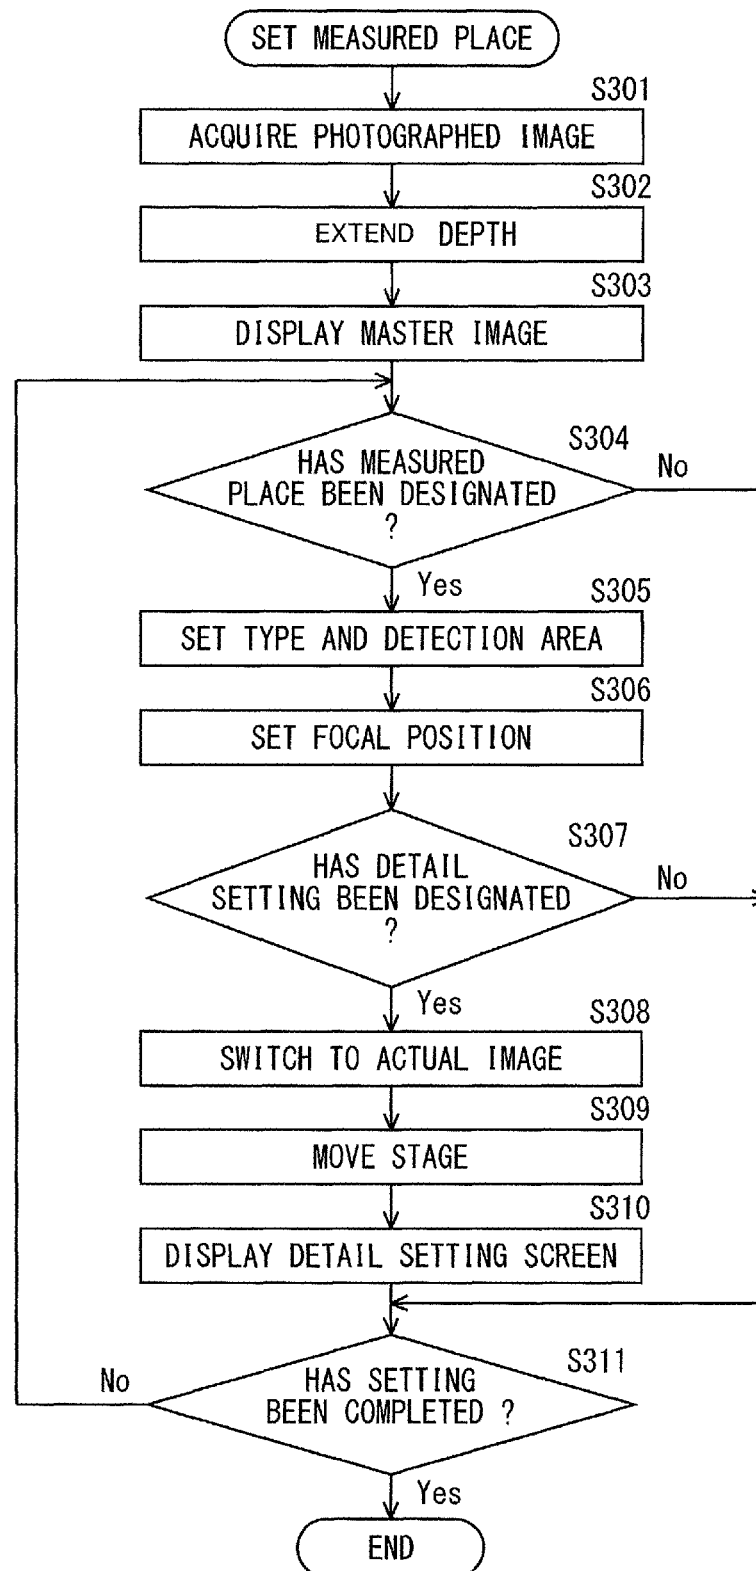 SET MEASURED PLACE
S301
ACQUIRE PHOTOGRAPHED IMAGE
S302
EXTEND DEPTH
S303
DISPLAY MASTER IMAGE
S304
HAS MEASURED
PLACE BEEN DESIGNATED
?
No
Yes
S305
SET TYPE AND DETECTION AREA
S306
SET FOCAL POSITION
S307
HAS DETAIL
SETTING BEEN DESIGNATED
?
No
Yes
S308
SWITCH TO ACTUAL IMAGE
S309
MOVE STAGE
S310
DISPLAY DETAIL SETTING SCREEN
S311
No
HAS SETTING
BEEN COMPLETED ?
Yes
END